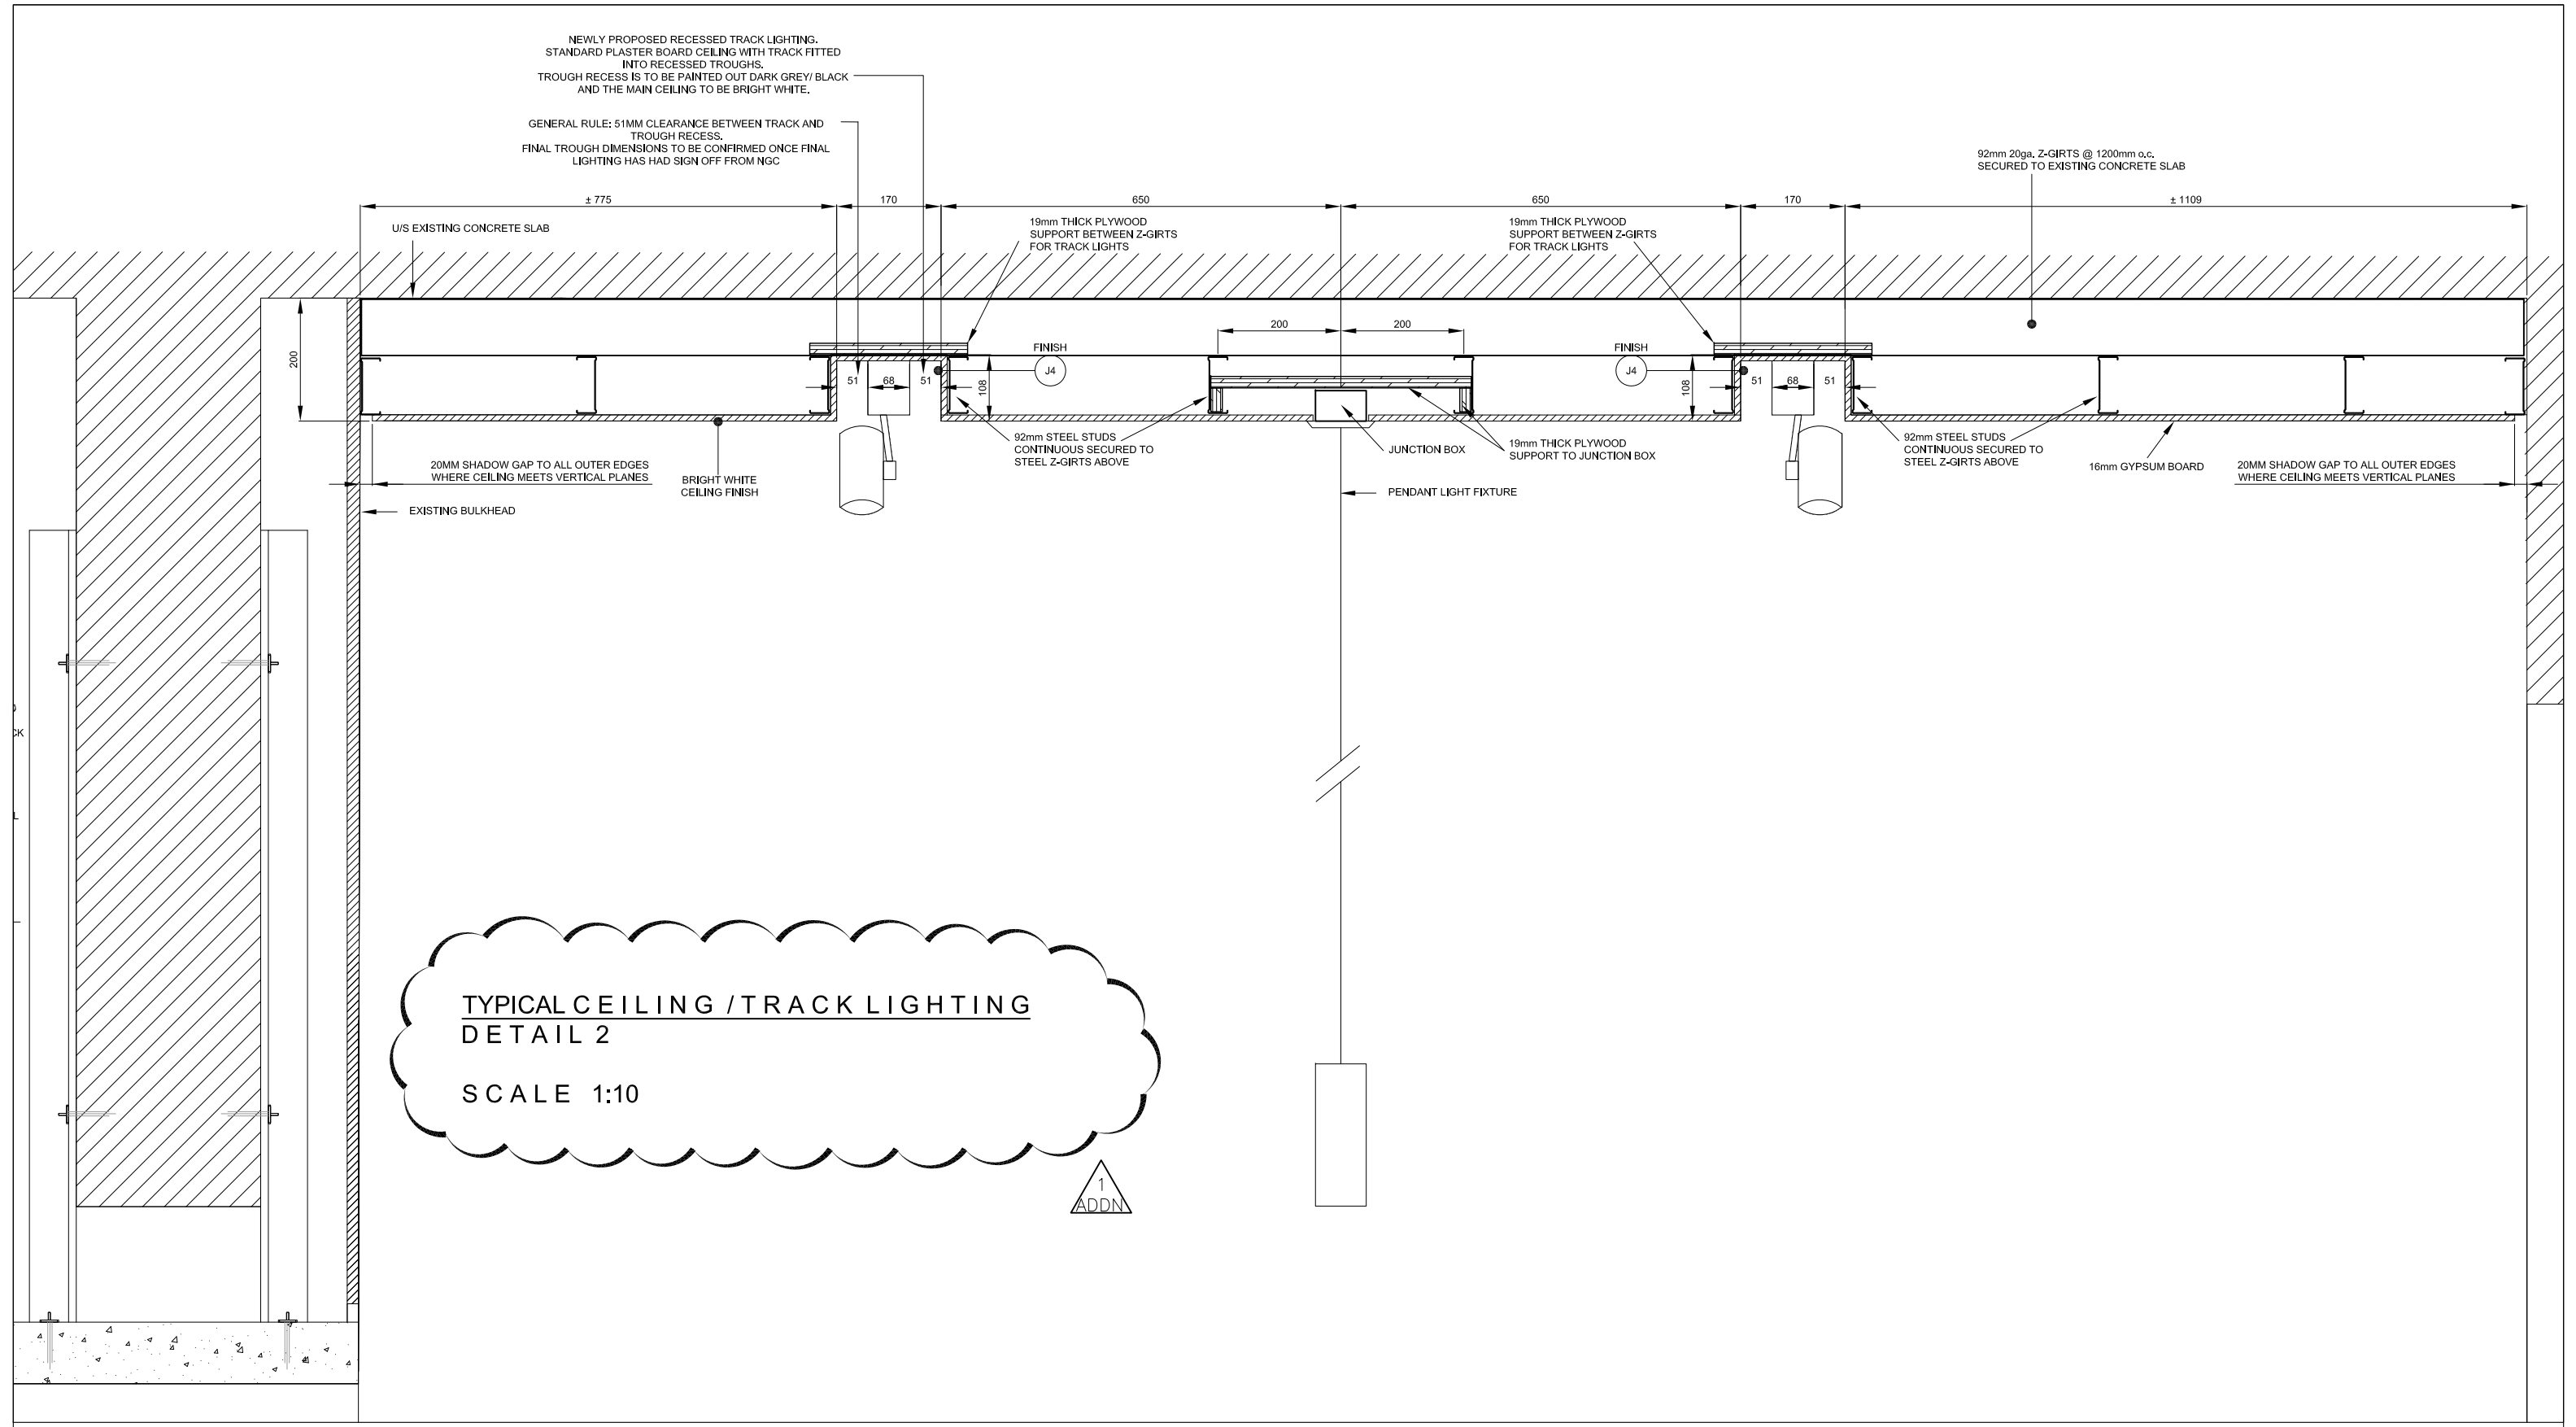 NEWLY PROPOSED RECESSED TRACK LIGHTING.
STANDARD PLASTER BOARD CEILING WITH TRACK FITTED
INTO RECESSED TROUGHS.
TROUGH RECESS IS TO BE PAINTED OUT DARK GREY/ BLACK
AND THE MAIN CEILING TO BE BRIGHT WHITE.
GENERAL RULE: 51MM CLEARANCE BETWEEN TRACK AND
TROUGH RECESS.
FINAL TROUGH DIMENSIONS TO BE CONFIRMED ONCE FINAL
LIGHTING HAS HAD SIGN OFF FROM NGC
92mm 20ga. Z-GIRTS @ 1200mm o.c.
SECURED TO EXISTING CONCRETE SLAB
± 775
170
650
650
170
± 1109
U/S EXISTING CONCRETE SLAB
19mm THICK PLYWOOD
SUPPORT BETWEEN Z-GIRTS
FOR TRACK LIGHTS
19mm THICK PLYWOOD
SUPPORT BETWEEN Z-GIRTS
FOR TRACK LIGHTS
200
200
200
FINISH
J4
FINISH
J4
51
68
51
108
108
51
68
51
92mm STEEL STUDS
CONTINUOUS SECURED TO
STEEL Z-GIRTS ABOVE
JUNCTION BOX
19mm THICK PLYWOOD
SUPPORT TO JUNCTION BOX
92mm STEEL STUDS
CONTINUOUS SECURED TO
STEEL Z-GIRTS ABOVE
16mm GYPSUM BOARD
20MM SHADOW GAP TO ALL OUTER EDGES
WHERE CEILING MEETS VERTICAL PLANES
20MM SHADOW GAP TO ALL OUTER EDGES
WHERE CEILING MEETS VERTICAL PLANES
BRIGHT WHITE
CEILING FINISH
PENDANT LIGHT FIXTURE
EXISTING BULKHEAD
CK
L
TYPICAL CEILING / TRACK LIGHTING
DETAIL 2
SCALE 1:10
1
ADDN